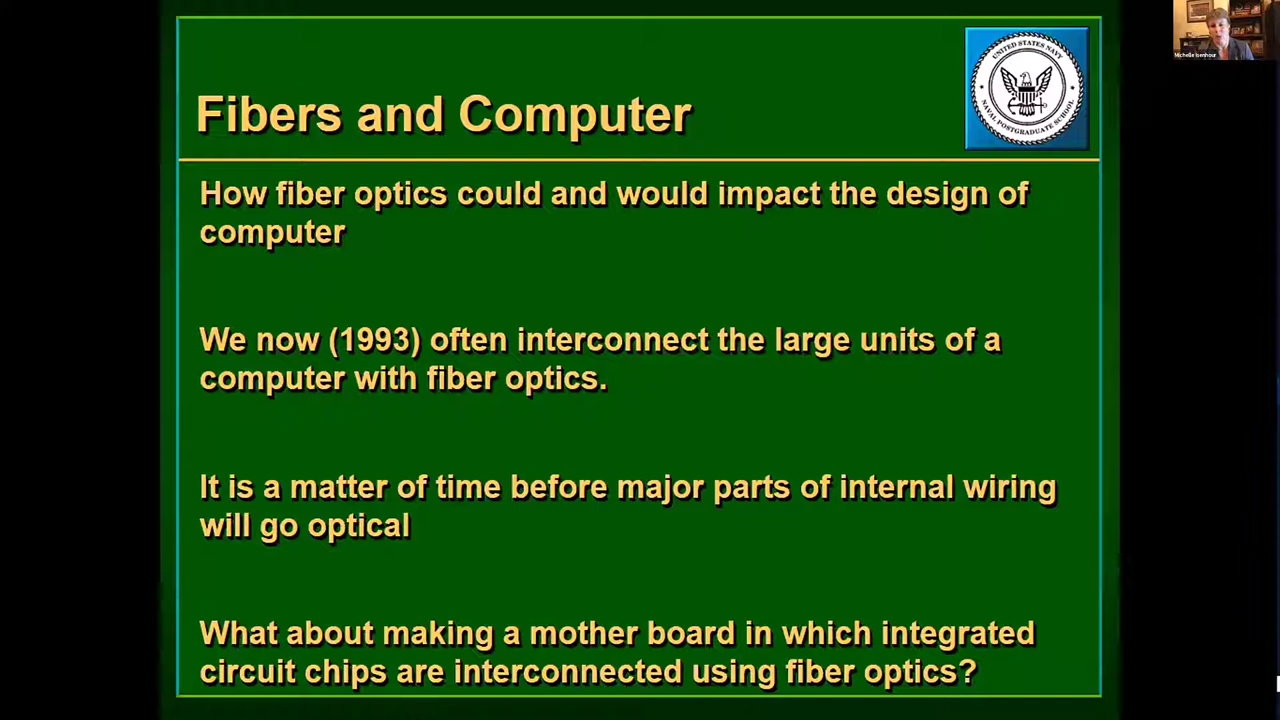 Michelle Isenhour
UNITED STATES NAVY
NAVAL POSTGRADUATE SCHOOL
Fibers and Computer
How fiber optics could and would impact the design of
computer
We now (1993) often interconnect the large units of a
computer with fiber optics.
It is a matter of time before major parts of internal wiring
will go optical
What about making a mother board in which integrated
circuit chips are interconnected using fiber optics?